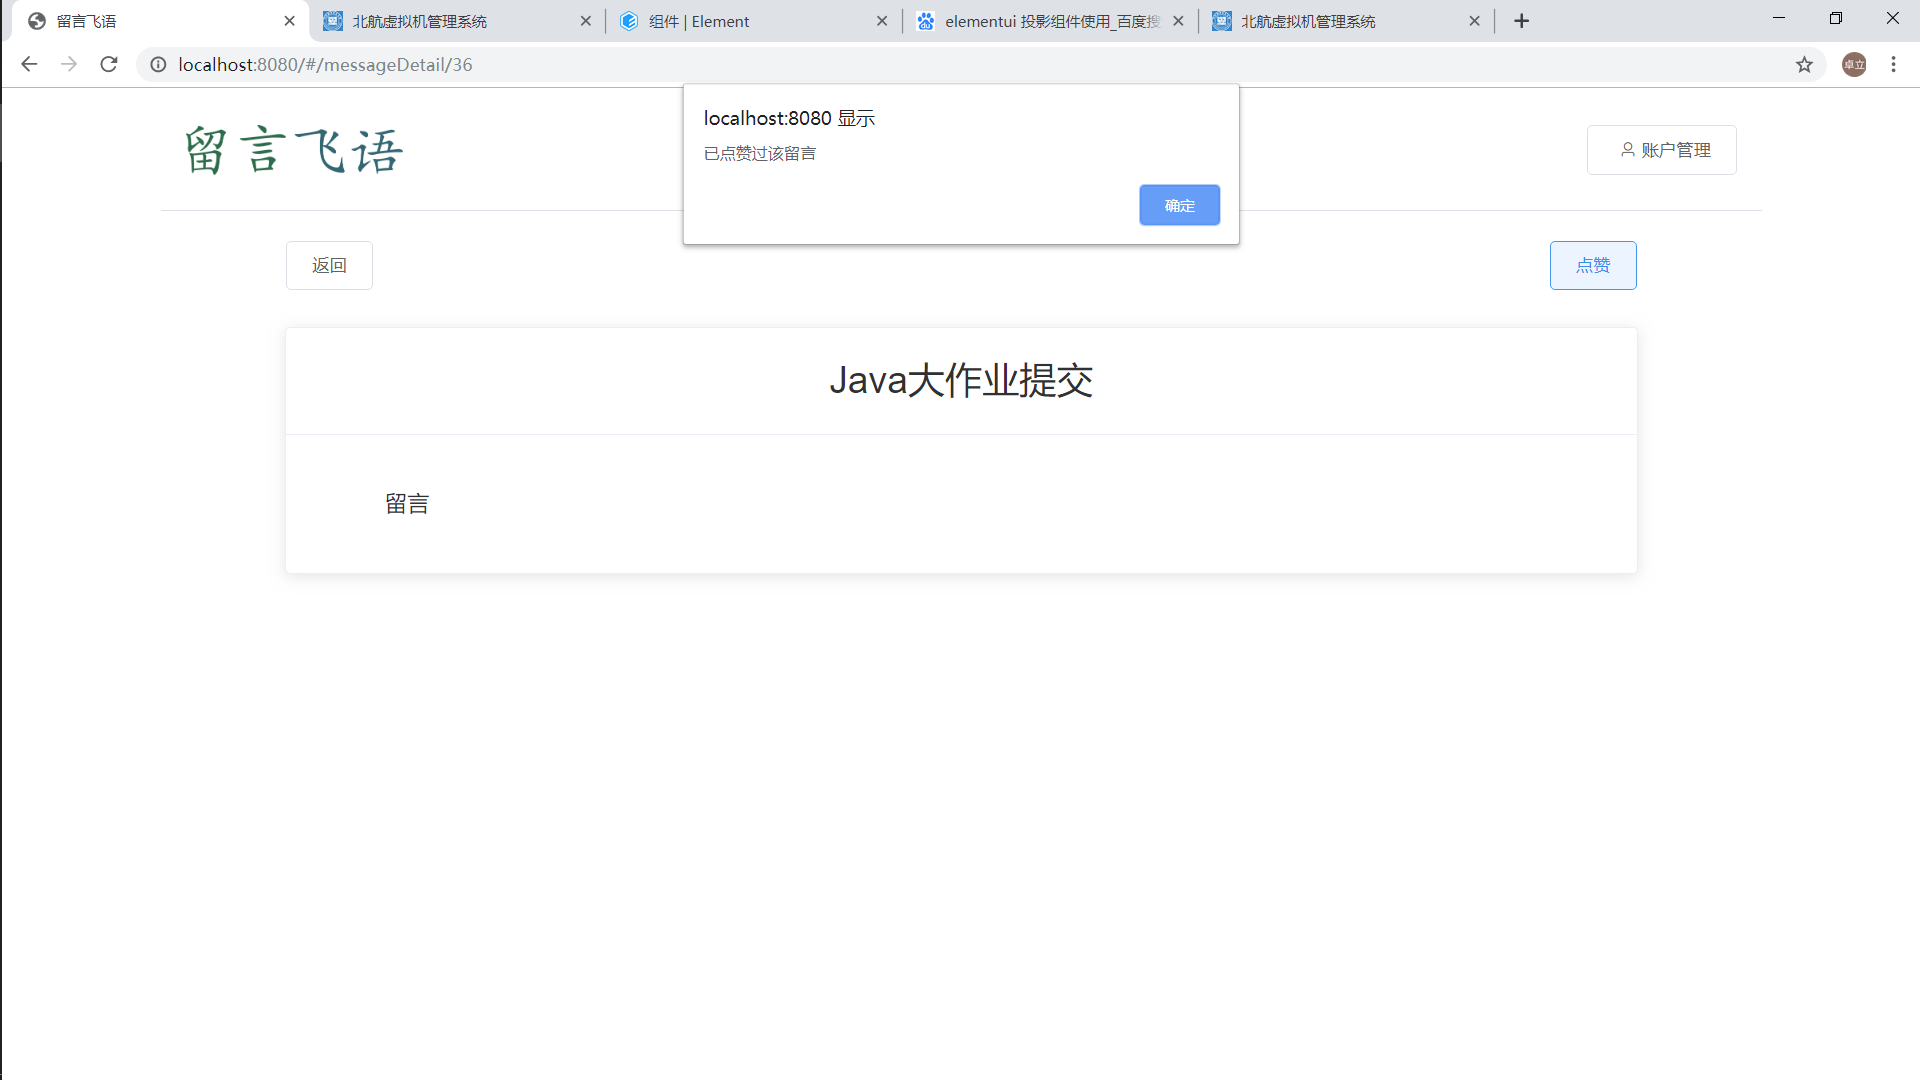 留言飞语
北航虚拟机管理系统
组件 | Element
elementui 投影组件使用_百度搜
北航虚拟机管理系统
localhost:8080/#/messageDetail/36
卓立
localhost:8080 显示
已点赞过该留言
确定
留言飞语
账户管理
返回
点赞
Java大作业提交
留言